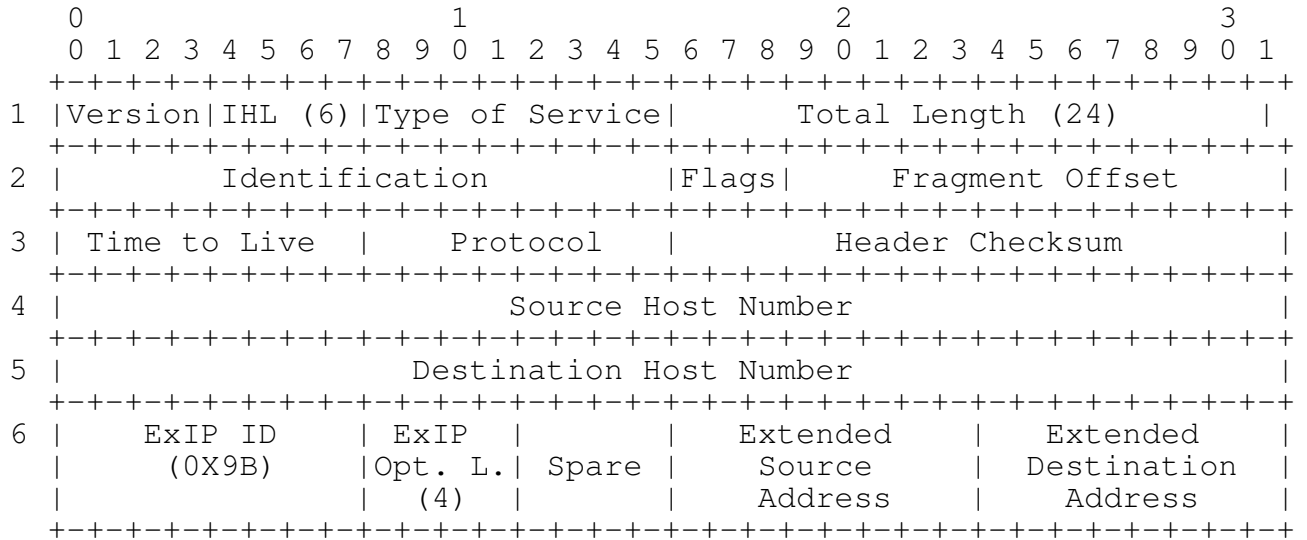 0                   1                   2                   3
    0 1 2 3 4 5 6 7 8 9 0 1 2 3 4 5 6 7 8 9 0 1 2 3 4 5 6 7 8 9 0 1
   +-+-+-+-+-+-+-+-+-+-+-+-+-+-+-+-+-+-+-+-+-+-+-+-+-+-+-+-+-+-+-+-+
1  |Version|IHL (6)|Type of Service|      Total Length (24)       |
   +-+-+-+-+-+-+-+-+-+-+-+-+-+-+-+-+-+-+-+-+-+-+-+-+-+-+-+-+-+-+-+-+
2  |        Identification         |Flags|     Fragment Offset     |
   +-+-+-+-+-+-+-+-+-+-+-+-+-+-+-+-+-+-+-+-+-+-+-+-+-+-+-+-+-+-+-+-+
3  | Time to Live  |   Protocol    |        Header Checksum        |
   +-+-+-+-+-+-+-+-+-+-+-+-+-+-+-+-+-+-+-+-+-+-+-+-+-+-+-+-+-+-+-+-+
4  |                       Source Host Number                      |
   +-+-+-+-+-+-+-+-+-+-+-+-+-+-+-+-+-+-+-+-+-+-+-+-+-+-+-+-+-+-+-+-+
5  |                  Destination Host Number                      |
   +-+-+-+-+-+-+-+-+-+-+-+-+-+-+-+-+-+-+-+-+-+-+-+-+-+-+-+-+-+-+-+-+
6  |    ExIP ID    | ExIP  |       |   Extended    |   Extended    |
   |     (0X9B)    |Opt. L.| Spare |    Source     |  Destination  |
   |               |  (4)  |       |    Address    |    Address    |
   +-+-+-+-+-+-+-+-+-+-+-+-+-+-+-+-+-+-+-+-+-+-+-+-+-+-+-+-+-+-+-+-+